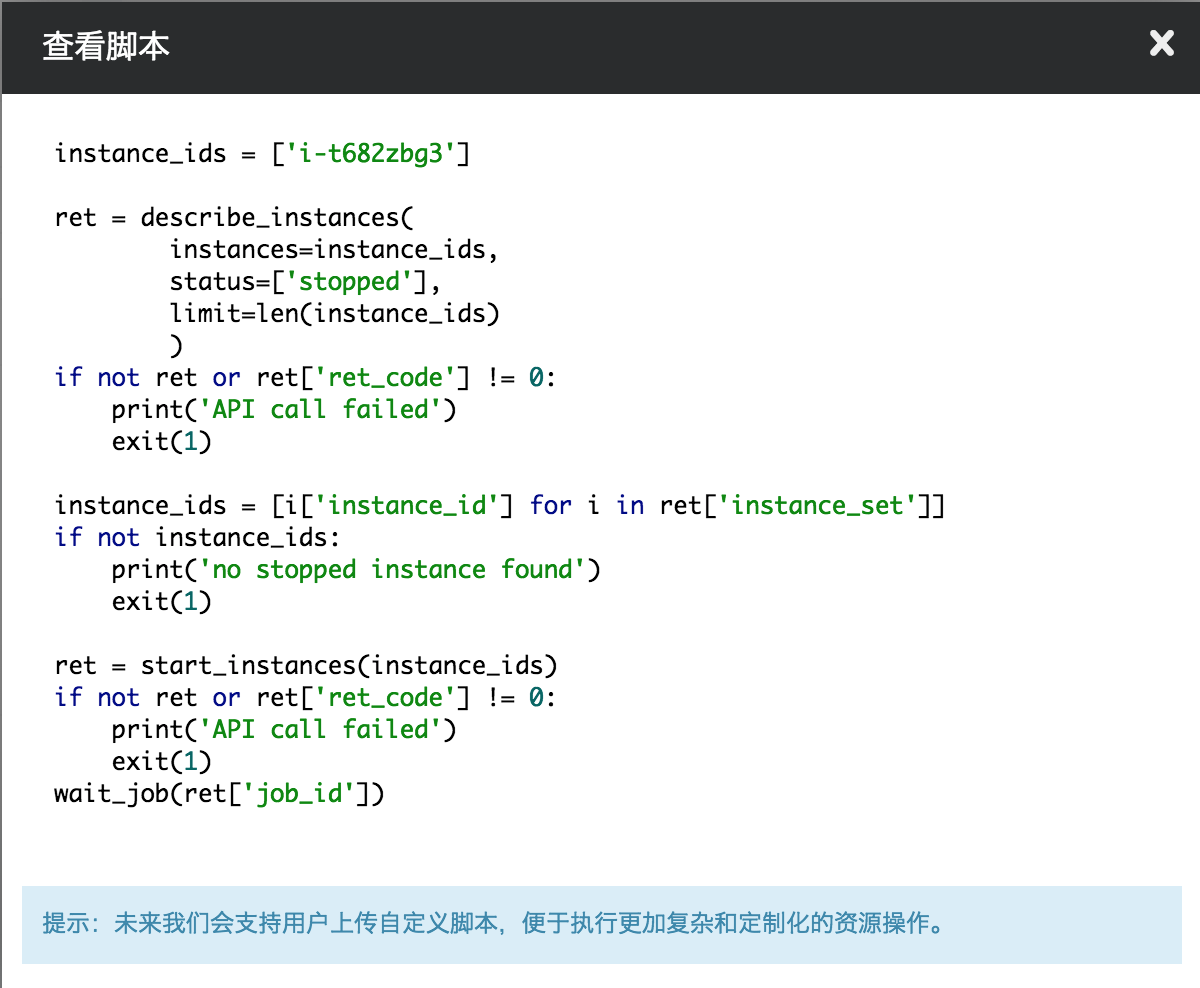 查看脚本
instance_ids = ['i-t682zbg3']
ret = describe_instances(
        instances=instance_ids,
        status=['stopped'],
        limit=len(instance_ids)
        )
if not ret or ret['ret_code'] != 0:
    print('API call failed')
    exit(1)
instance_ids = [i['instance_id'] for i in ret['instance_set']]
if not instance_ids:
    print('no stopped instance found')
    exit(1)
ret = start_instances(instance_ids)
if not ret or ret['ret_code'] != 0:
    print('API call failed')
    exit(1)
wait_job(ret['job_id'])
提示：未来我们会支持用户上传自定义脚本，便于执行更加复杂和定制化的资源操作。